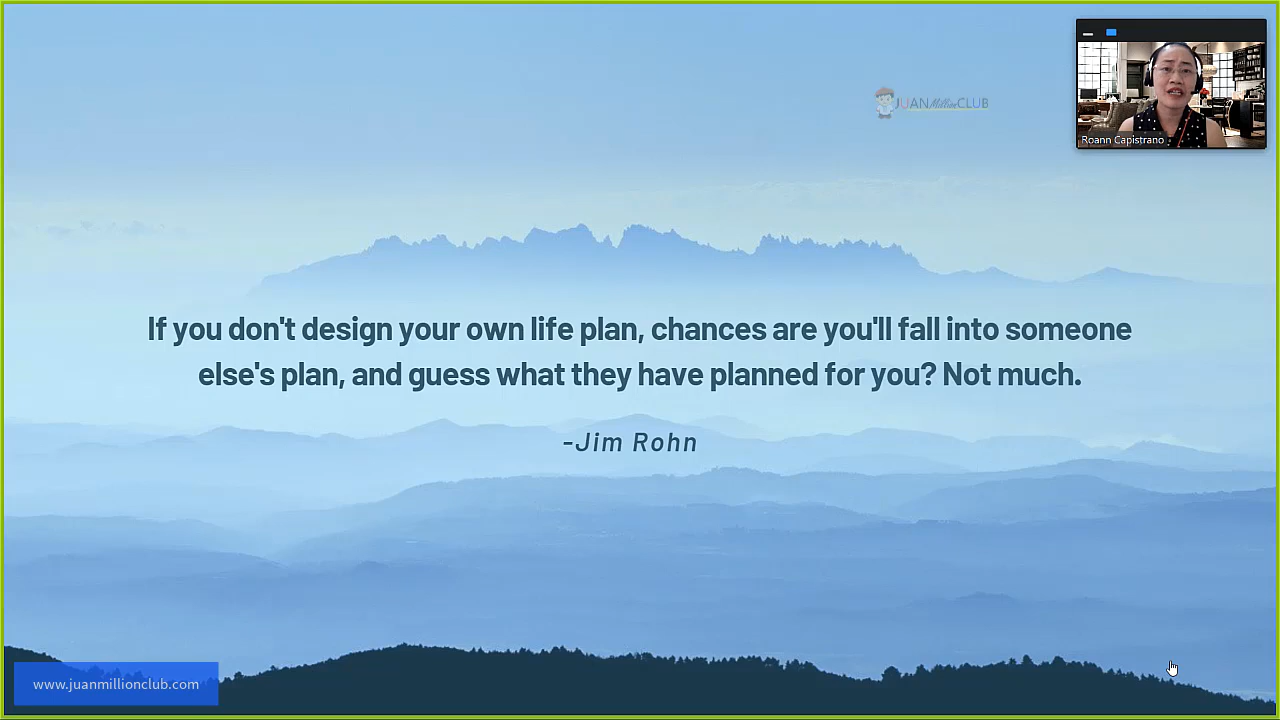 JUAN Million CLUB
Roann Capistrano
If you don't design your own life plan, chances are you'll fall into someone
else's plan, and guess what they have planned for you? Not much.
-Jim Rohn
www.juanmillionclub.com